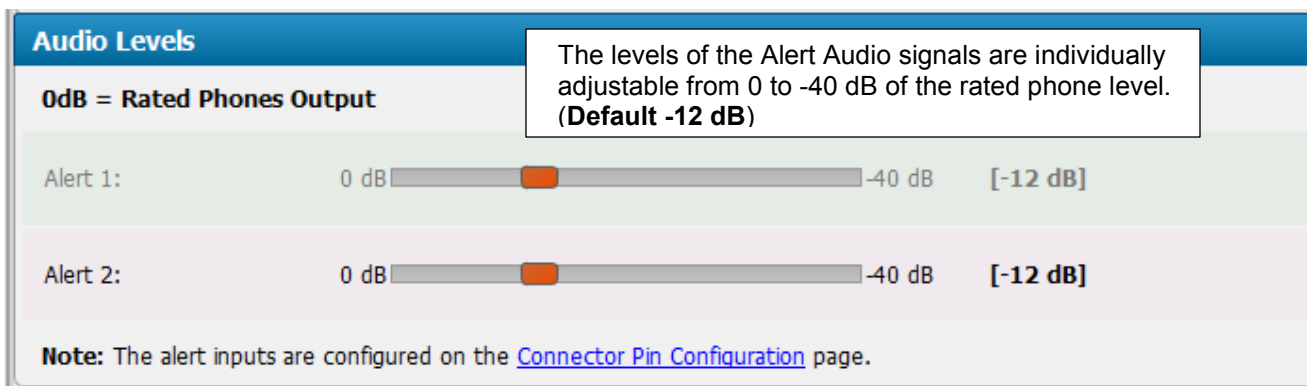 Audio Levels
The levels of the Alert Audio signals are individually
adjustable from 0 to -40 dB of the rated phone level.
(Default -12 dB)
0dB = Rated Phones Output
Alert 1: 0 dB -40 dB [-12 dB]
Alert 2: 0 dB -40 dB [-12 dB]
Note: The alert inputs are configured on the Connector Pin Configuration page.